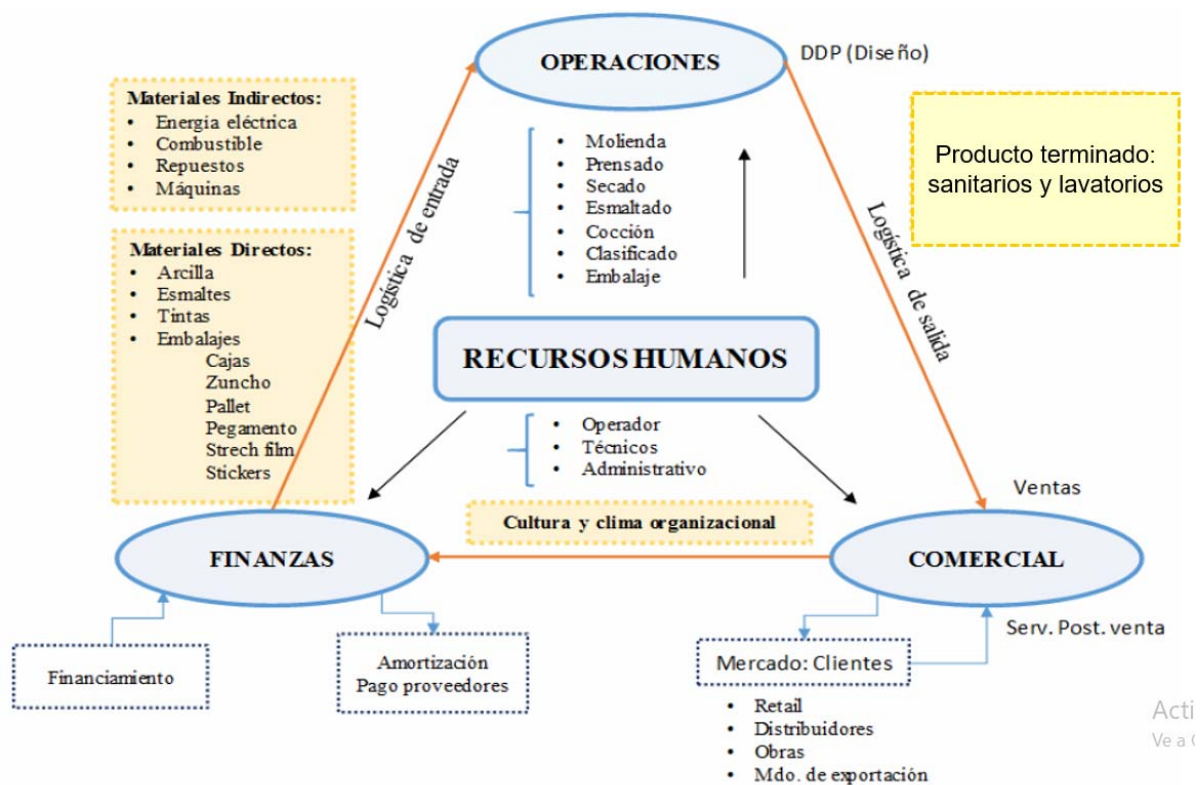 OPERACIONES
DDP (Diseño)
Materiales Indirectos:
• Energía eléctrica
• Combustible
• Repuestos
• Máquinas
Producto terminado:
sanitarios y lavatorios
• Molienda
• Prensado
• Secado
• Esmaltado
• Cocción
• Clasificado
• Embalaje
Logística de entrada
Logística de salida
Materiales Directos:
• Arcilla
• Esmaltes
• Tintas
• Embalajes
Cajas
Zuncho
Pallet
Pegamento
Strech film
Stickers
RECURSOS HUMANOS
• Operador
• Técnicos
• Administrativo
Ventas
Cultura y clima organizacional
FINANZAS
COMERCIAL
Serv. Post. venta
Financiamiento
Amortización
Pago proveedores
Mercado: Clientes
• Retail
• Distribuidores
• Obras
• Mdo. de exportación
Acti
Ve a C